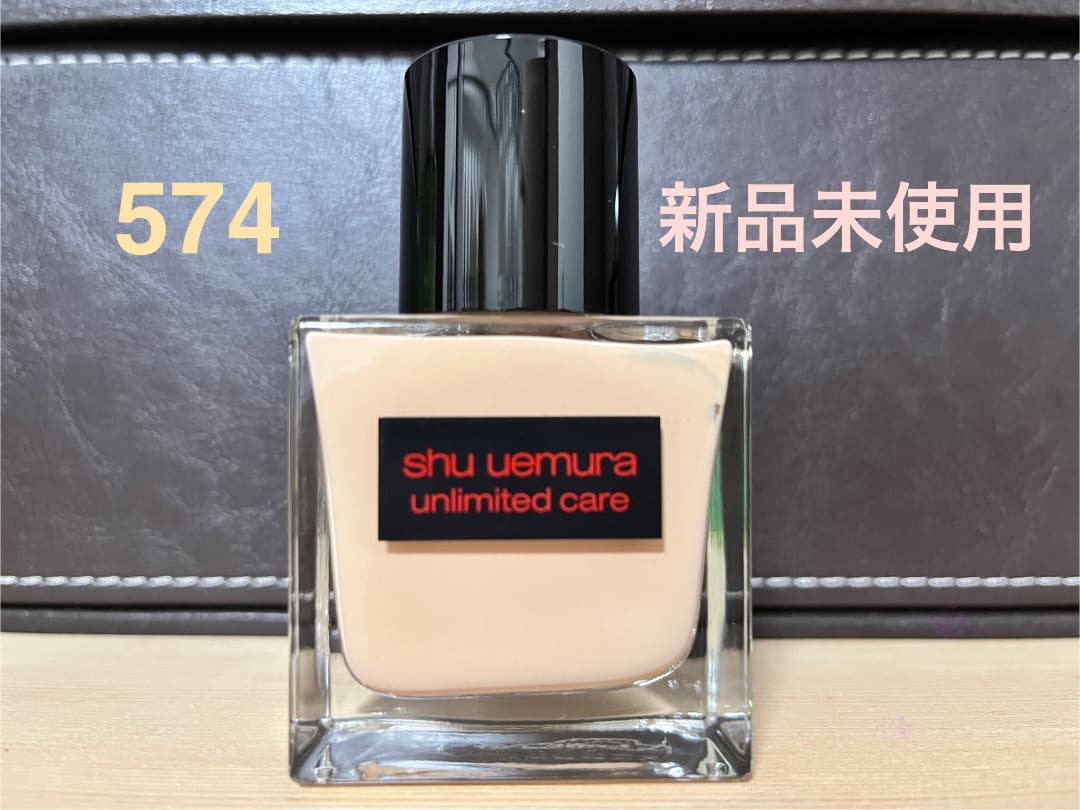 574
新品未使用
shu uemura
unlimited care